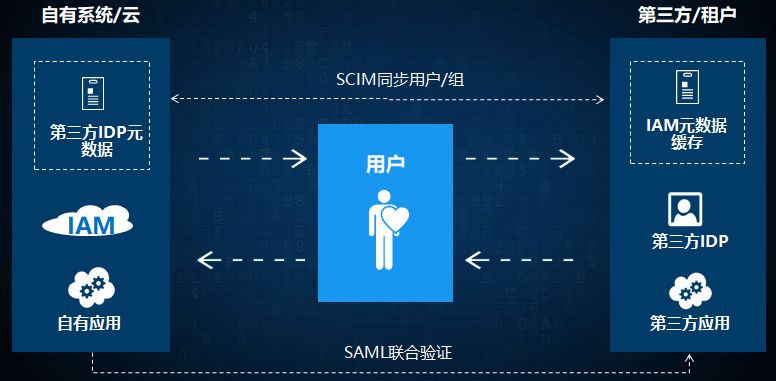 自有系统/云
第三方/租户
SCIM同步用户/组
第三方IDP元
数据
IAM元数据
缓存
用户
IAM
第三方IDP
自有应用
第三方应用
SAML联合验证